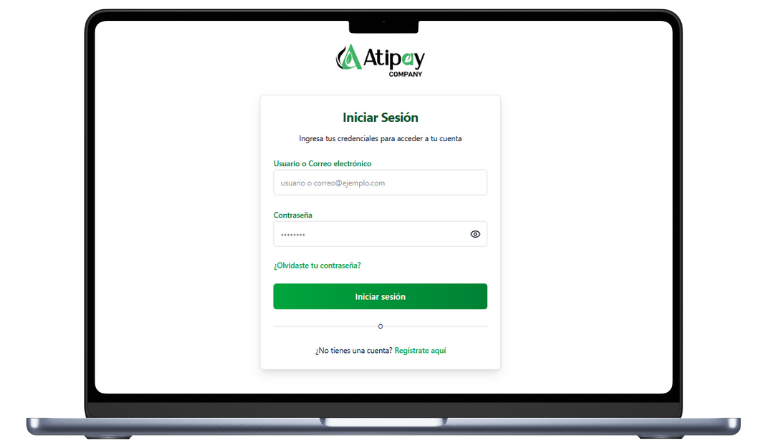 Atipay
COMPANY
Iniciar Sesión
Ingresa tus credenciales para acceder a tu cuenta
Usuario o Correo electrónico
usuario o correo@ejemplo.com
Contraseña
••••••••
¿Olvidaste tu contraseña?
Iniciar sesión
O
¿No tienes una cuenta? Regístrate aquí